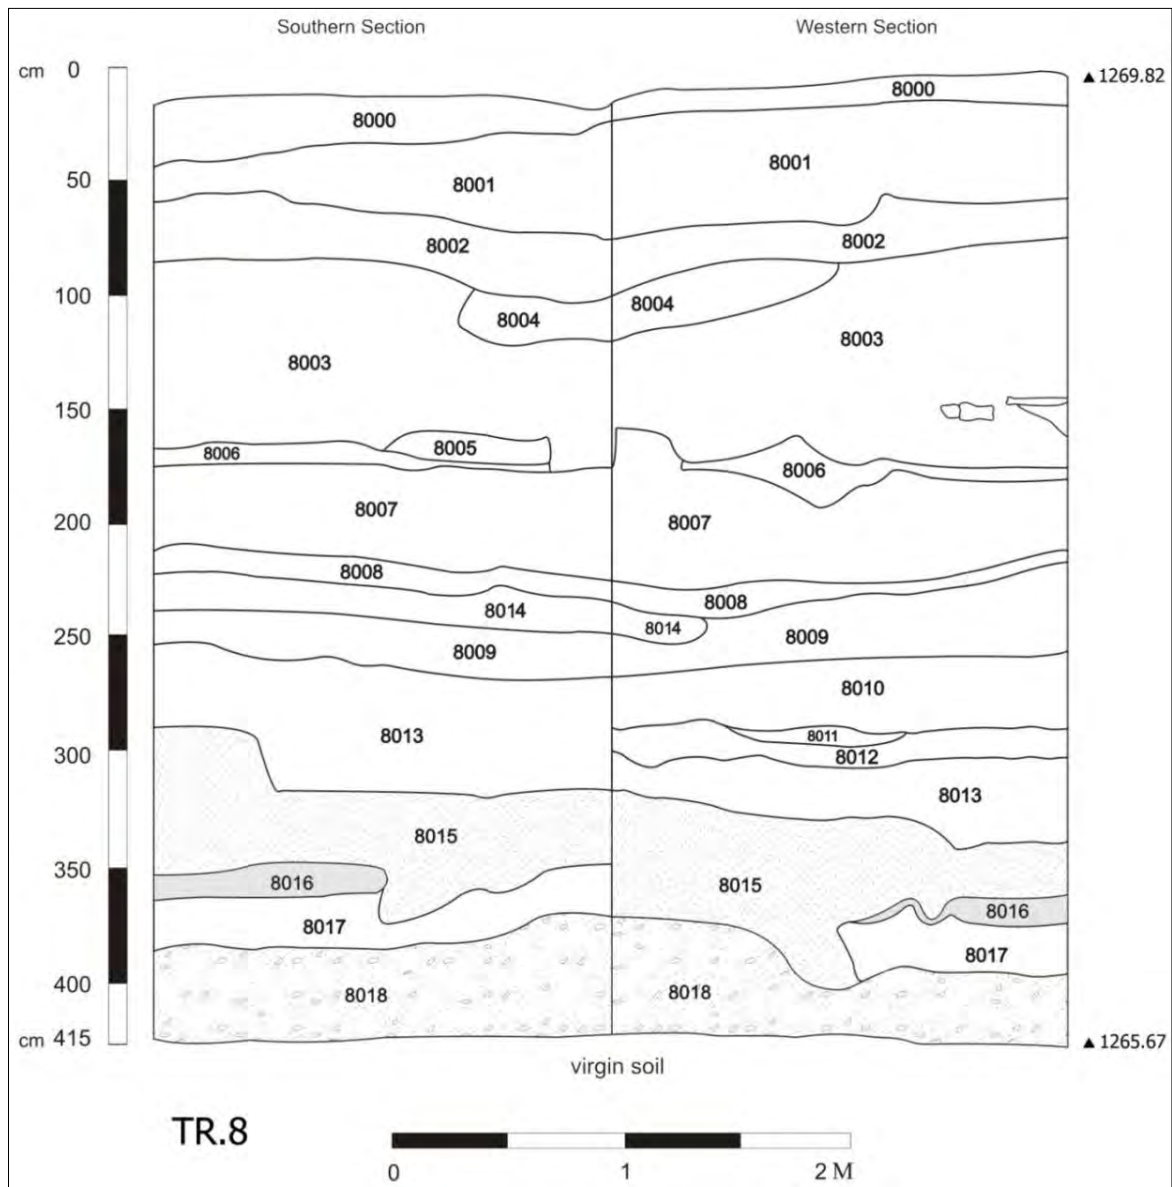 Southern Section Western Section
cm 0 ▲ 1269.82
8000 8000
8001 8001
50
8002 8002
100
8004 8004
8003 8003
150
8006 8005 8006
8007 8007
200
8008 8008
8014 8014
250
8009 8009
8010
8013 8011
300 8012
8013
8015
350
8016 8015 8016
8017 8017
400
8018 8018
cm 415 ▲ 1265.67
virgin soil
TR.8
0 1 2 M